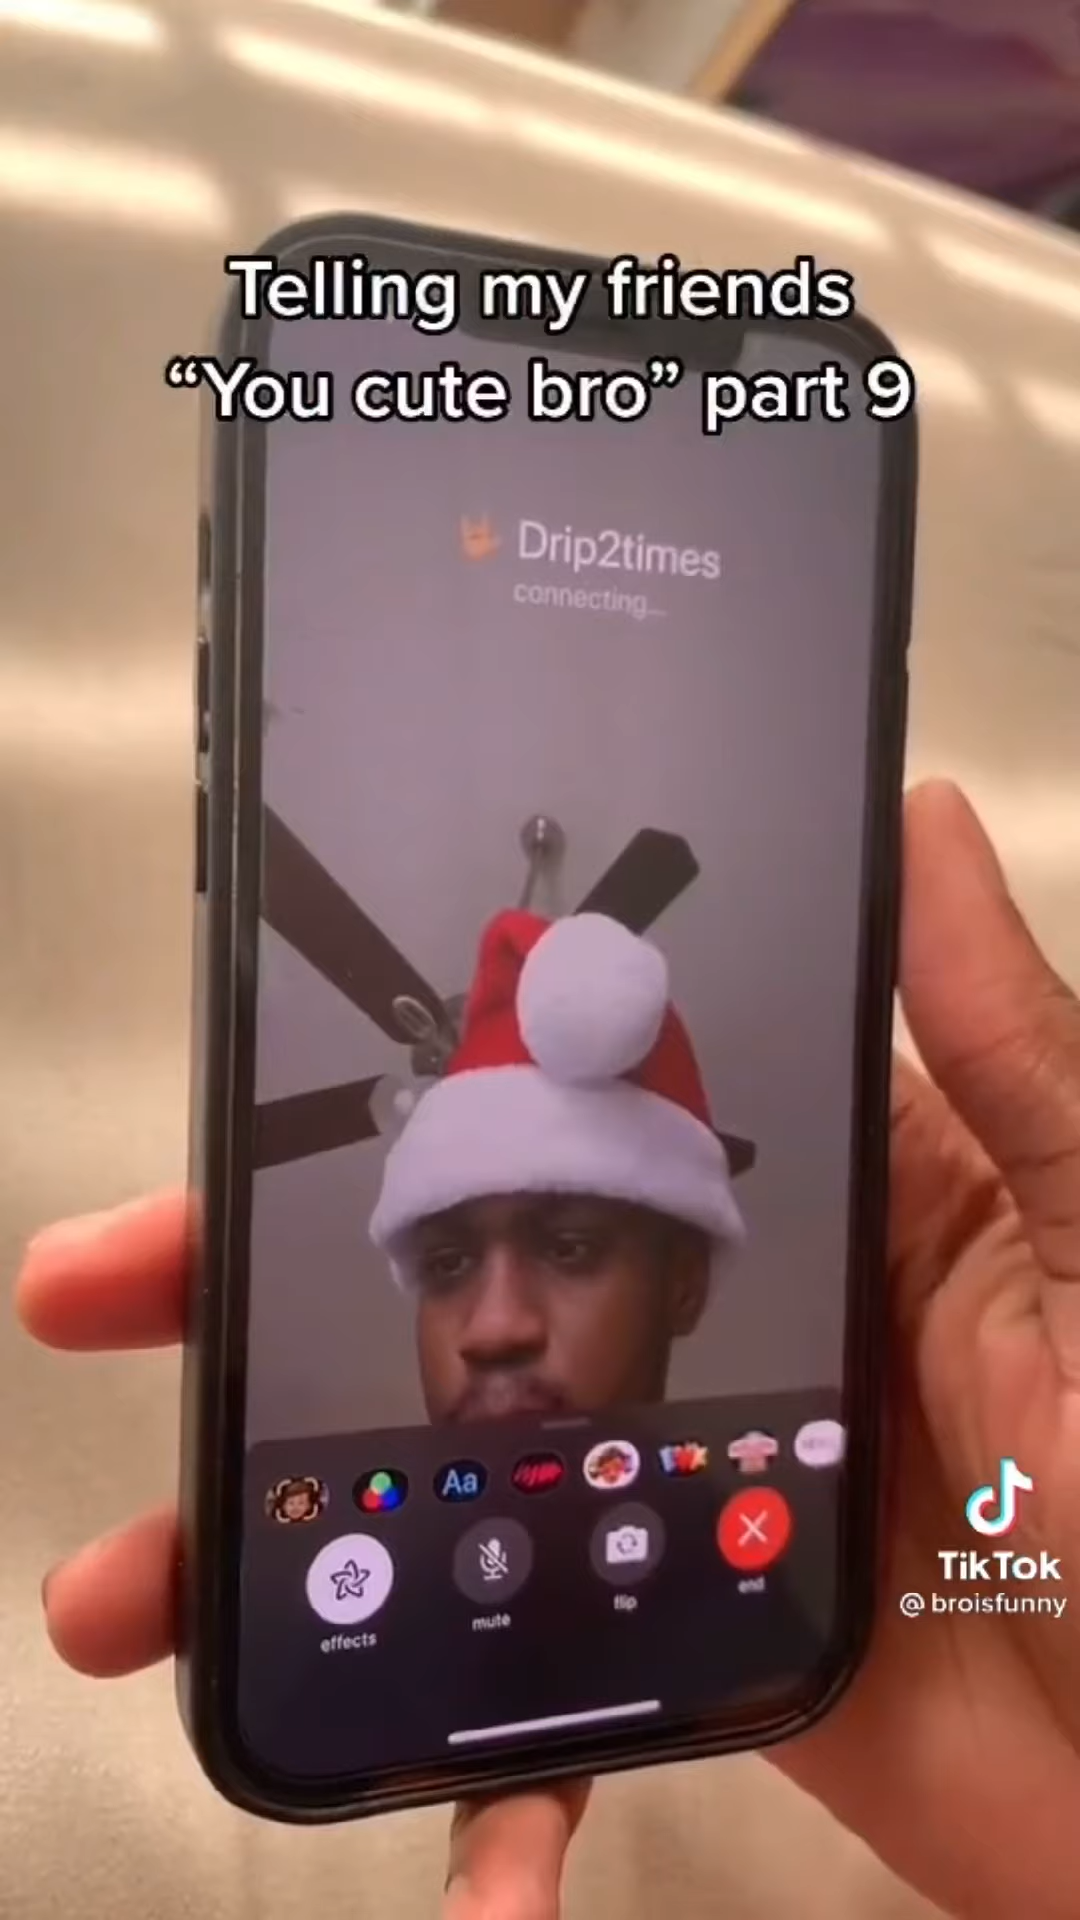 Telling my friends
“You cute bro” part 9
Drip2times
connecting...
Aa
effects
mute
flip
end
TikTok
@broisfunny